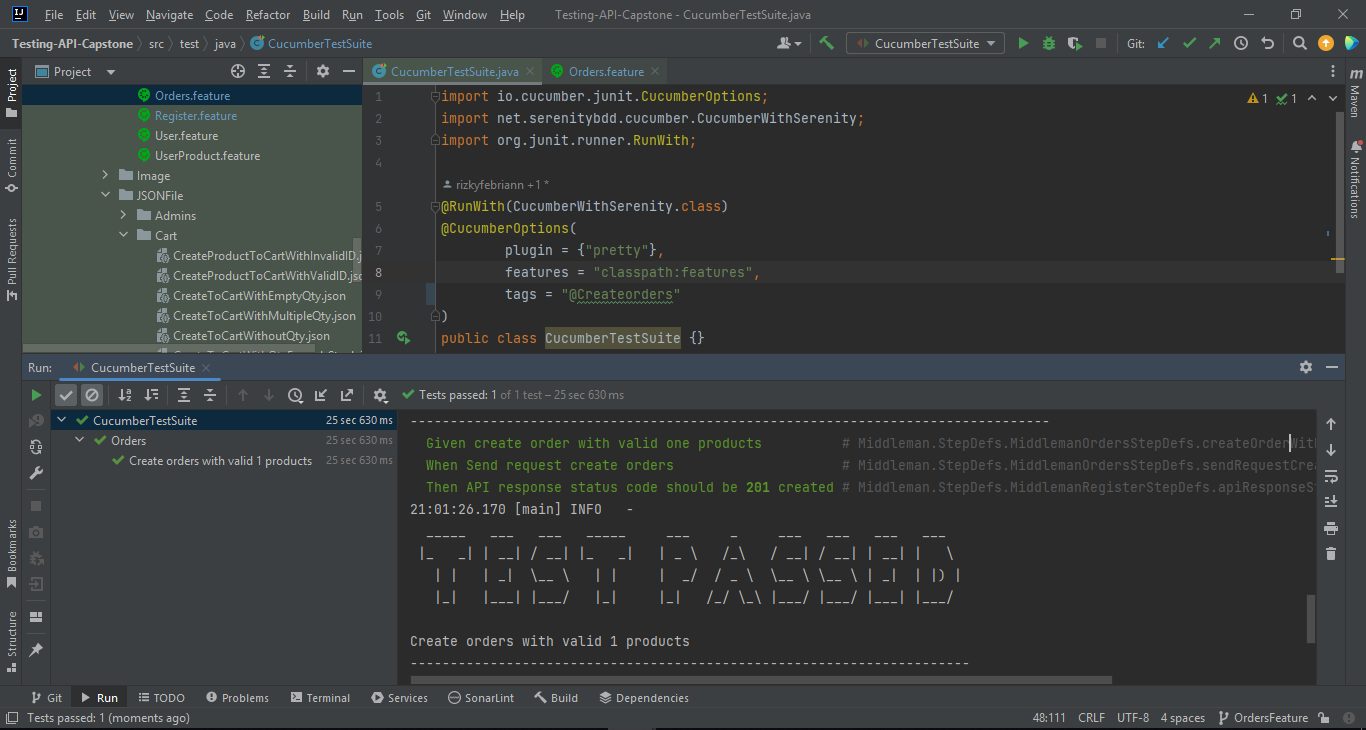 File Edit View Navigate Code Refactor Build Run Tools Git Window Help Testing-API-Capstone - CucumberTestSuite.java
Testing-API-Capstone src test java CucumberTestSuite CucumberTestSuite Git:
Project
CucumberTestSuite.java Orders.feature
Orders.feature
Register.feature
User.feature
UserProduct.feature
Image
JSONFile
Admins
Cart
CreateProductToCartWithInvalidID.j
CreateProductToCartWithValidID.jsc
CreateToCartWithEmptyQty.json
CreateToCartWithMultipleQty.json
CreateToCartWithoutQty.json
1 import io.cucumber.junit.CucumberOptions;
2 import net.serenitybdd.cucumber.CucumberWithSerenity;
3 import org.junit.runner.RunWith;
4
rizkyfebriann +1 *
5 @RunWith(CucumberWithSerenity.class)
6 @CucumberOptions(
7 plugin = {"pretty"},
8 features = "classpath:features",
9 tags = "@Createorders"
10 )
11 public class CucumberTestSuite {}
1 1
Project
Commit
Pull Requests
Bookmarks
Structure
Maven
Notifications
Run: CucumberTestSuite
Tests passed: 1 of 1 test – 25 sec 630 ms
CucumberTestSuite 25 sec 630 ms
Orders 25 sec 630 ms
Create orders with valid 1 products 25 sec 630 ms
Given create order with valid one products # Middleman.StepDefs.MiddlemanOrdersStepDefs.createOrderWit
When Send request create orders # Middleman.StepDefs.MiddlemanOrdersStepDefs.sendRequestCrea
Then API response status code should be 201 created # Middleman.StepDefs.MiddlemanRegisterStepDefs.apiResponseSt
21:01:26.170 [main] INFO -
TEST PASSED
Create orders with valid 1 products
Git Run TODO Problems Terminal Services SonarLint Build Dependencies
Tests passed: 1 (moments ago) 48:111 CRLF UTF-8 4 spaces OrdersFeature